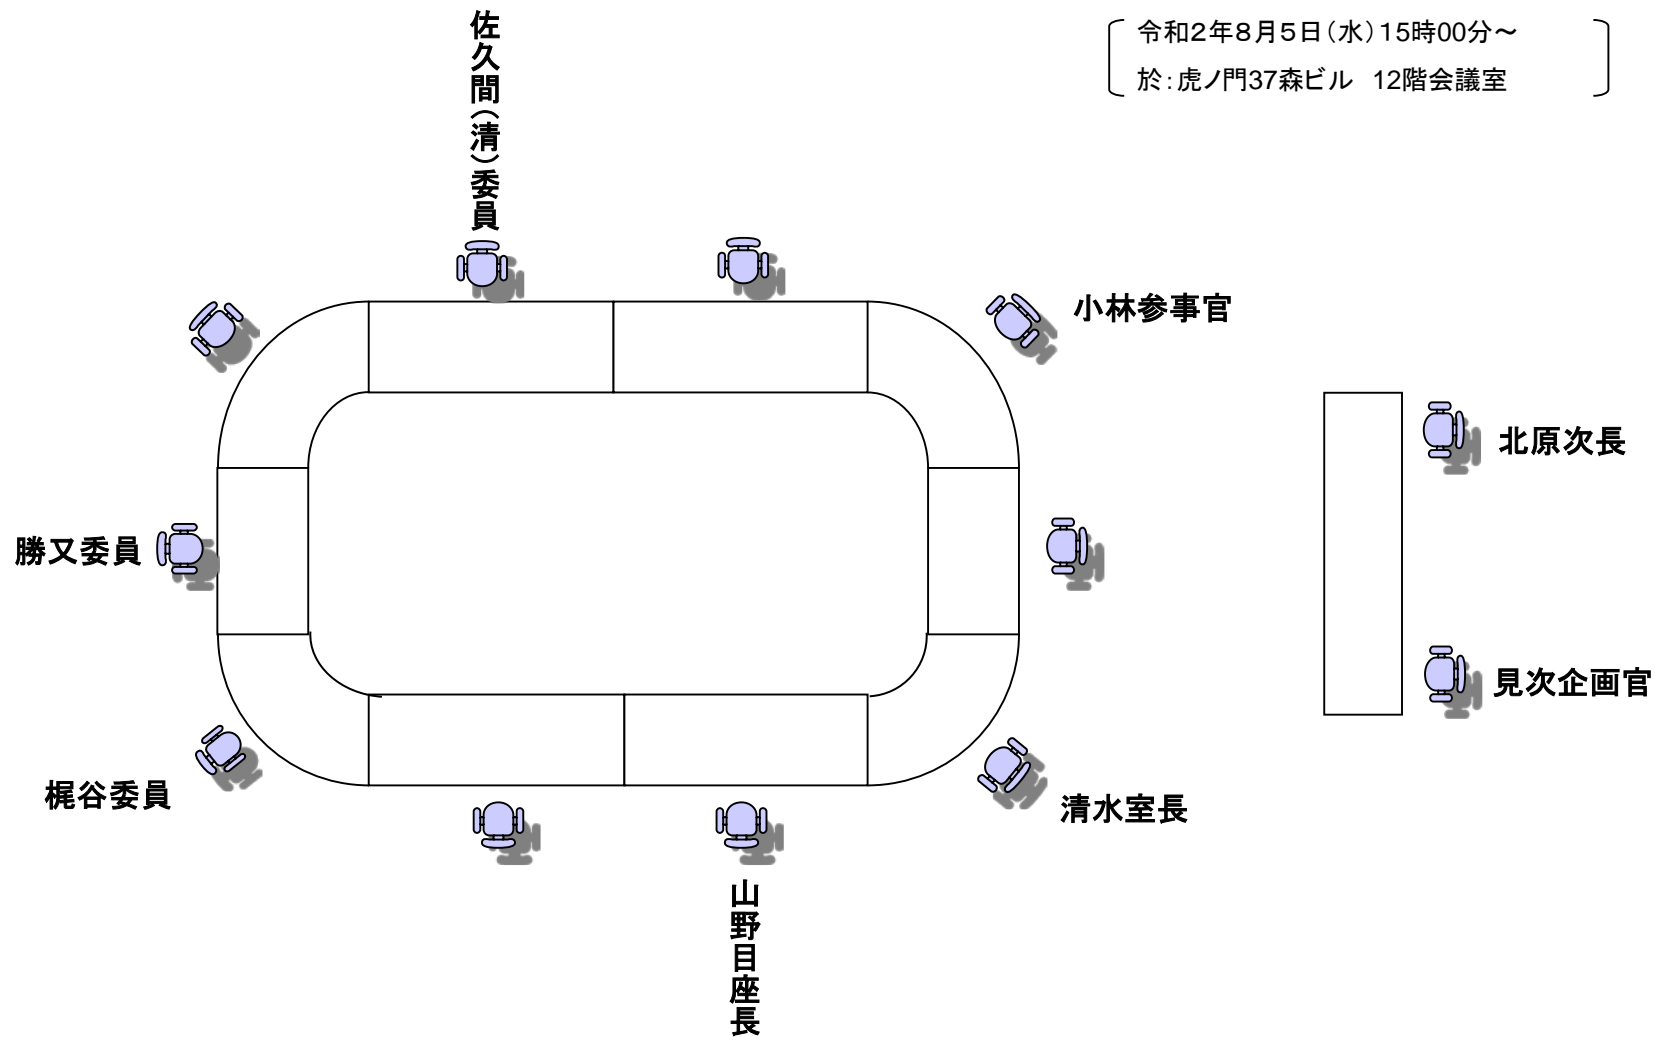 令和2年8月5日(水)15時00分～
於:虎ノ門37森ビル　12階会議室
佐久間(清)委員
小林参事官
北原次長
勝又委員
見次企画官
梶谷委員
清水室長
山野目座長